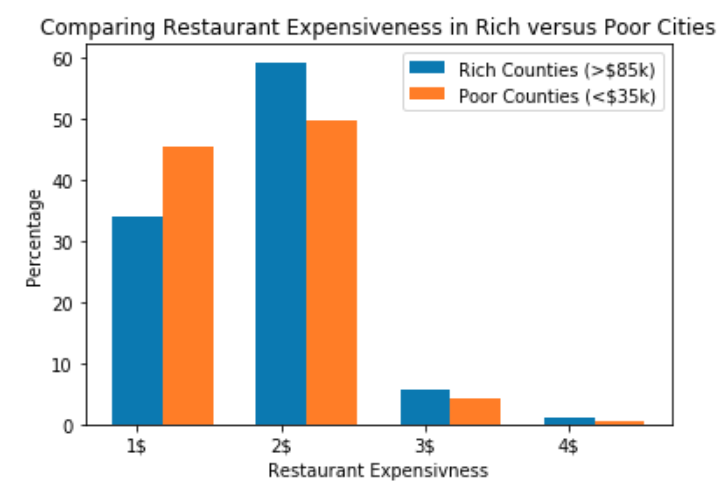 Comparing Restaurant Expensiveness in Rich versus Poor Cities
Rich Counties (>$85k)
Poor Counties (<$35k)
60
50
40
30
20
10
0
Percentage
1$ 2$ 3$ 4$
Restaurant Expensivness